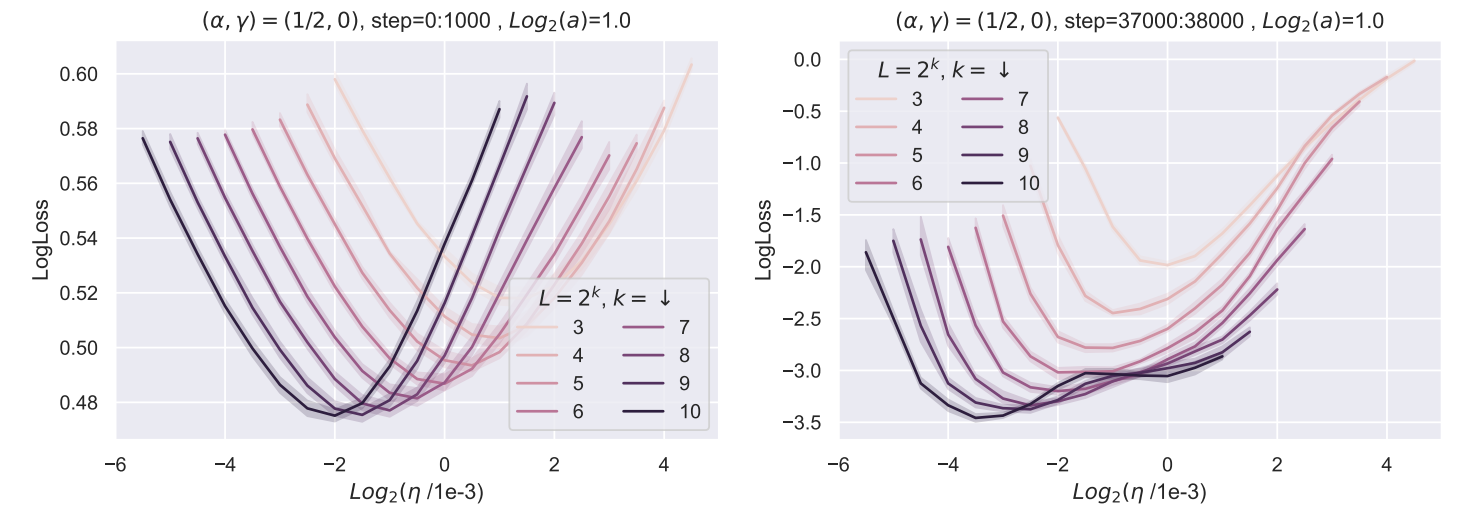 (α, γ) = (1/2, 0), step=0:1000 , Log₂(a)=1.0
LogLoss
0.60
0.58
0.56
0.54
0.52
0.50
0.48
L = 2ᵏ, k = ↓
3 7
4 8
5 9
6 10
−6 −4 −2 0 2 4
Log₂(η /1e-3)
(α, γ) = (1/2, 0), step=37000:38000 , Log₂(a)=1.0
LogLoss
0.0
−0.5
−1.0
−1.5
−2.0
−2.5
−3.0
−3.5
L = 2ᵏ, k = ↓
3 7
4 8
5 9
6 10
−6 −4 −2 0 2 4
Log₂(η /1e-3)